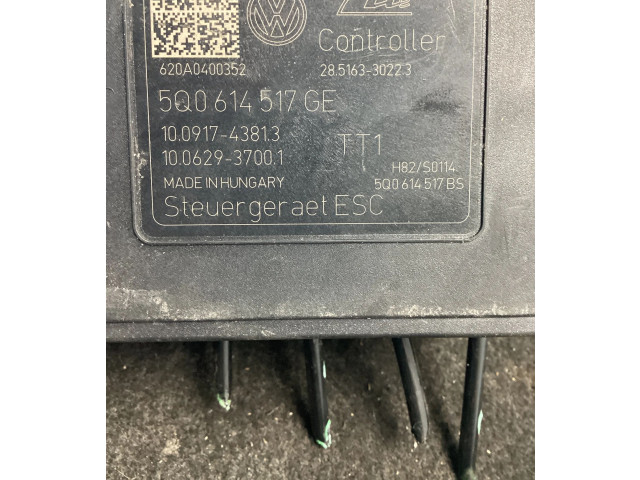 Controller
620A0400352 28.5163-3022.3
5Q0 614 517 GE
10.0917-4381.3
10.0629-3700.1 TT1
H82/S0114
MADE IN HUNGARY 5Q0 614 517 BS
Steuergeraet ESC